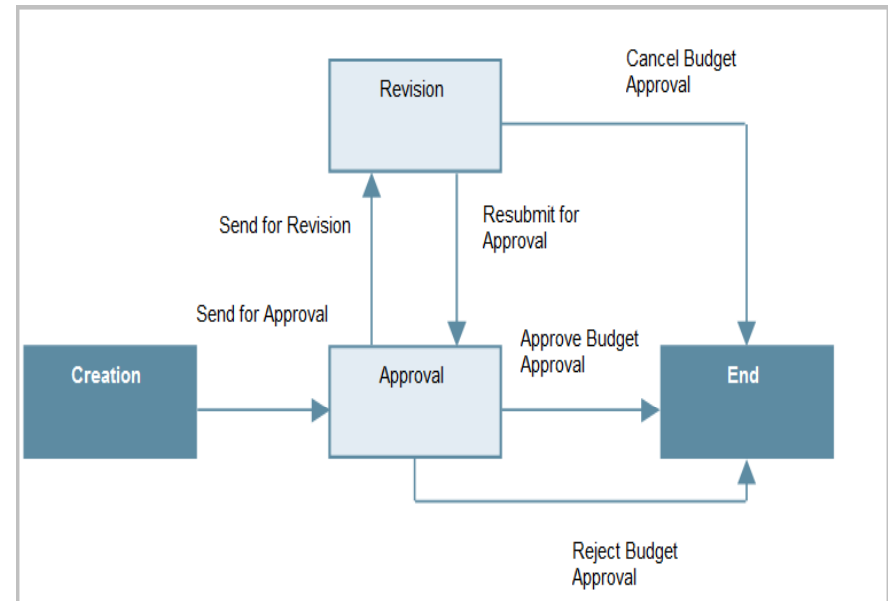 Cancel Budget
Approval
Revision
Send for Revision
Resubmit for
Approval
Send for Approval
Approve Budget
Approval
Creation
Approval
End
Reject Budget
Approval